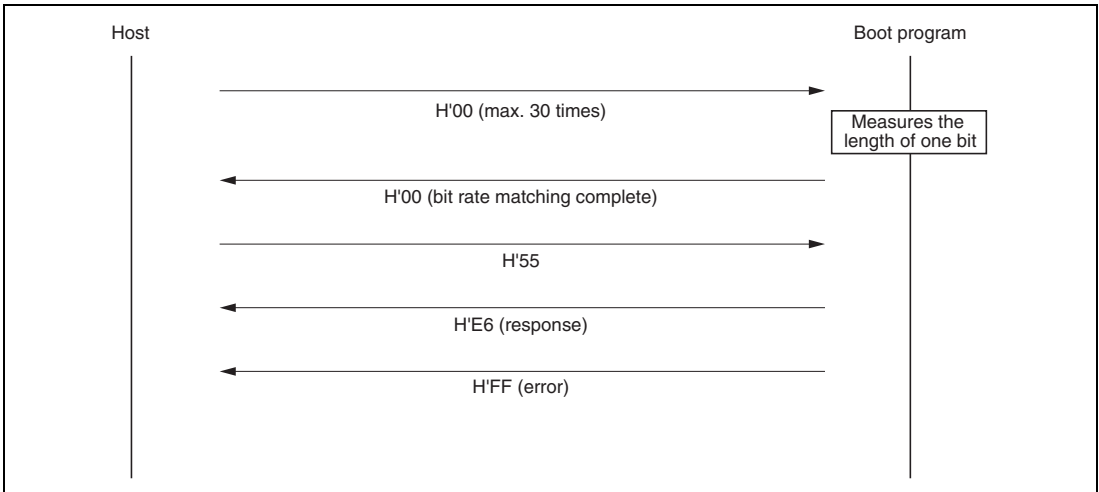 Host
Boot program
H'00 (max. 30 times)
Measures the
length of one bit
H'00 (bit rate matching complete)
H'55
H'E6 (response)
H'FF (error)